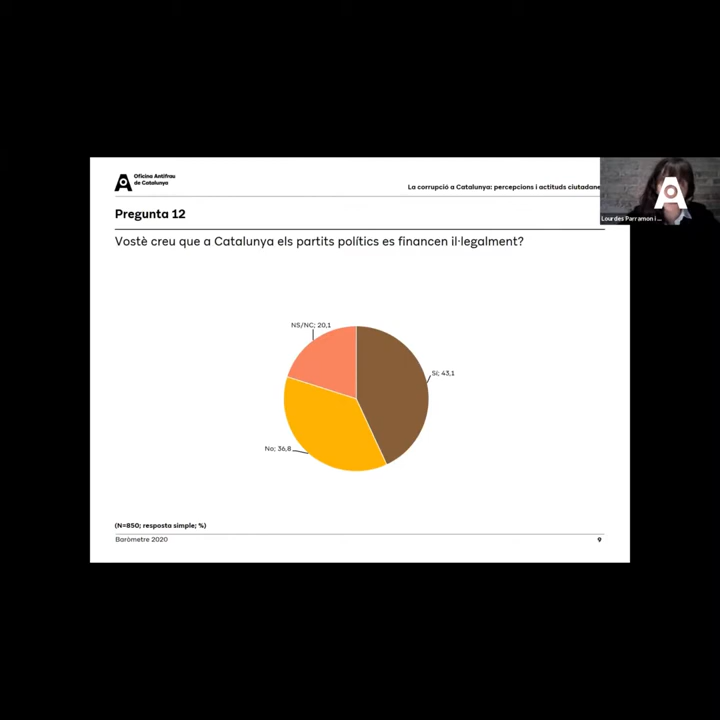 Oficina Antifrau
de Catalunya
La corrupció a Catalunya: percepcions i actituds ciutadane
Lourdes Parramon i ...
Pregunta 12
Vostè creu que a Catalunya els partits polítics es financen il·legalment?
NS/NC; 20,1
Sí; 43,1
No; 36,8
(N=850; resposta simple; %)
Baròmetre 2020
9